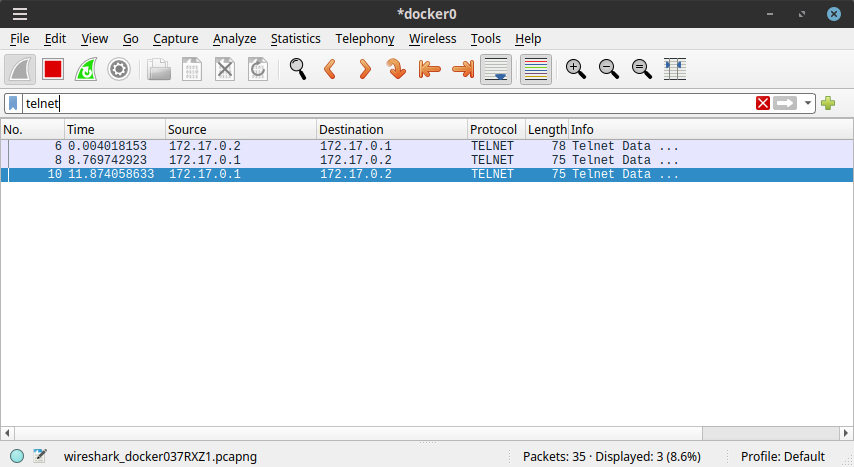 *docker0
File Edit View Go Capture Analyze Statistics Telephony Wireless Tools Help
telnet
No. Time Source Destination Protocol Length Info
6 0.004018153 172.17.0.2 172.17.0.1 TELNET 78 Telnet Data ...
8 8.769742923 172.17.0.1 172.17.0.2 TELNET 75 Telnet Data ...
10 11.874058633 172.17.0.1 172.17.0.2 TELNET 75 Telnet Data ...
wireshark_docker037RXZ1.pcapng Packets: 35 · Displayed: 3 (8.6%) Profile: Default